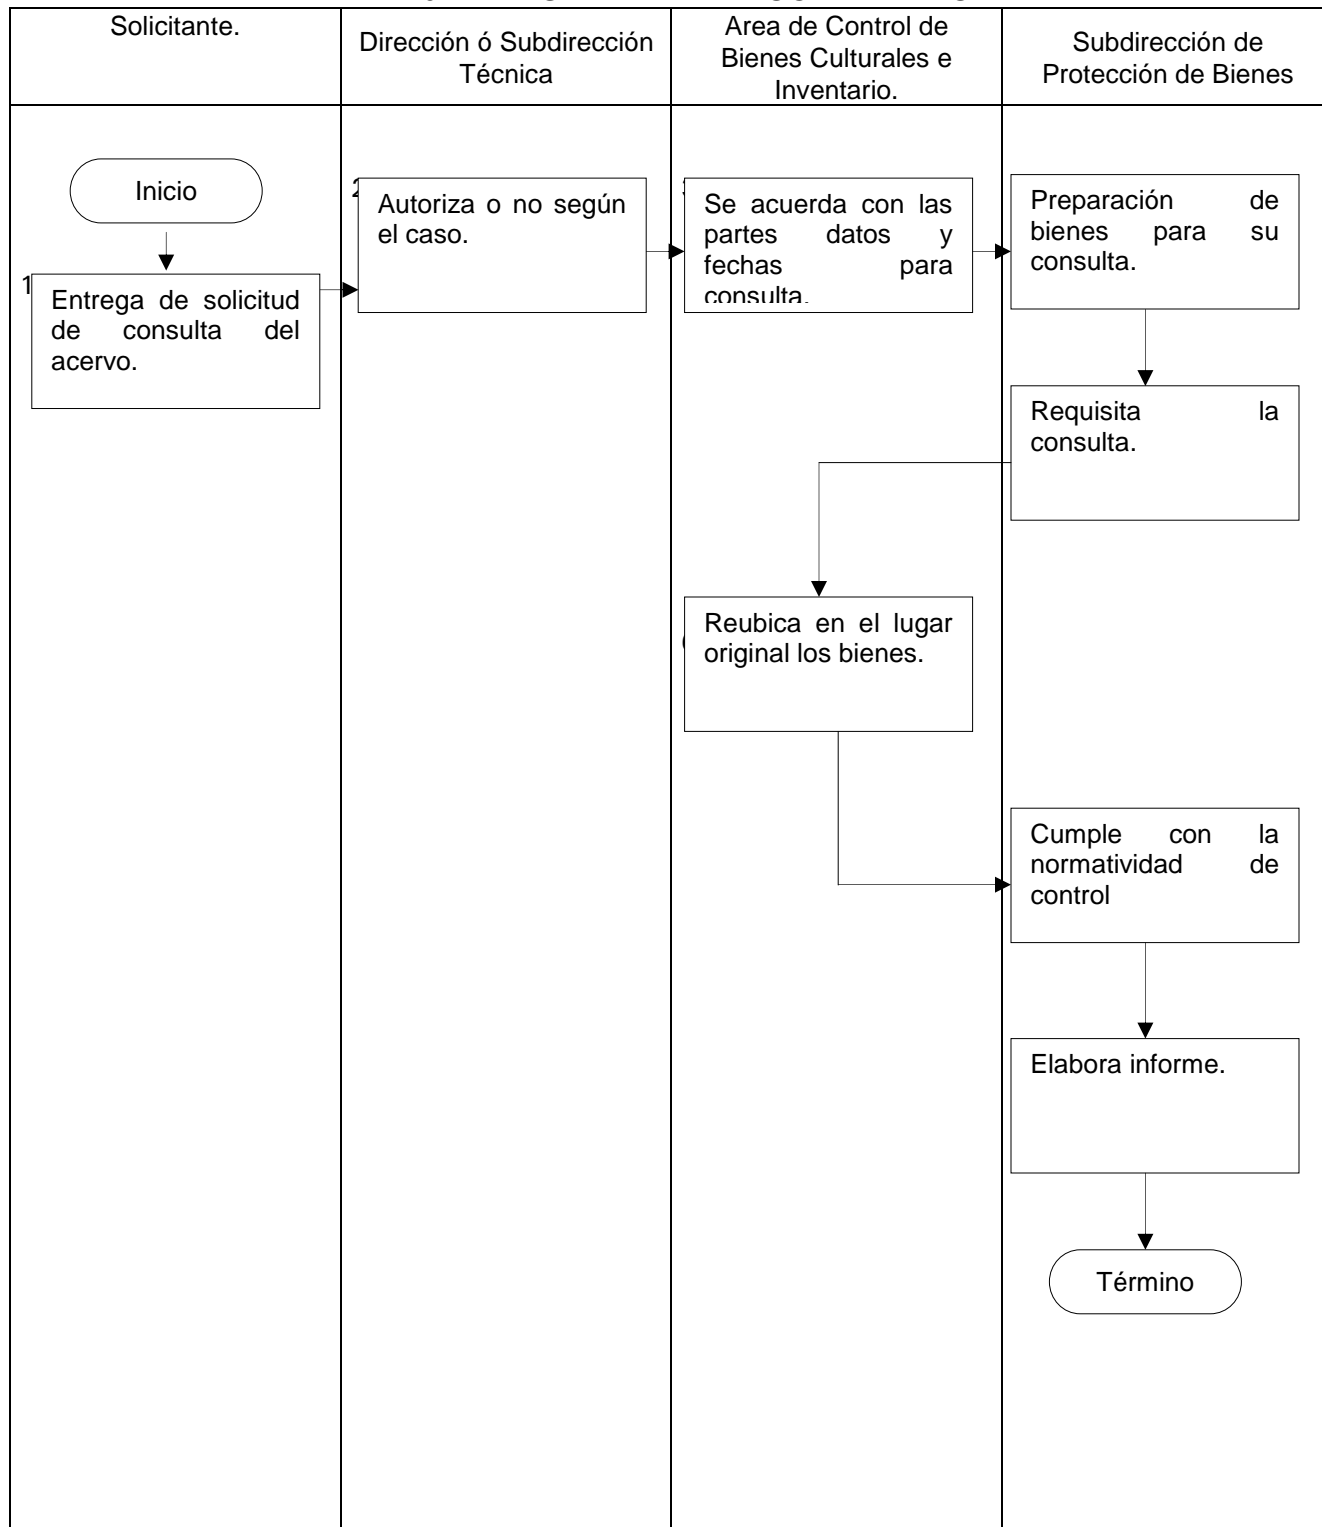 Solicitante.
Dirección ó Subdirección
Técnica
Area de Control de
Bienes Culturales e
Inventario.
Subdirección de
Protección de Bienes
Inicio
1
Entrega de solicitud
de consulta del
acervo.
2
Autoriza o no según
el caso.
Se acuerda con las
partes datos y
fechas para
consulta.
Preparación de
bienes para su
consulta.
Requisita la
consulta.
Reubica en el lugar
original los bienes.
Cumple con la
normatividad de
control
Elabora informe.
Término